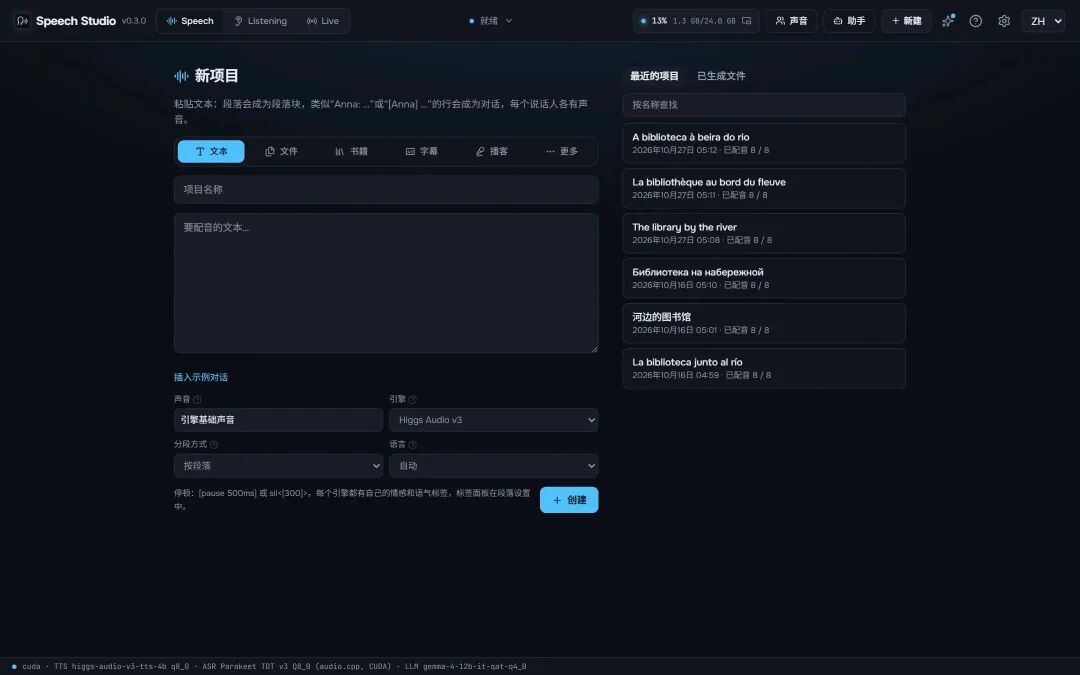 Speech Studio v0.3.0 Speech Listening Live 就绪 13% 1.3 GB/24.0 GB 声音 助手 + 新建 ZH
新项目
粘贴文本：段落会成为段落块，类似"Anna: ..."或"[Anna] ..."的行会成为对话，每个说话人各有声
音。
文本 文件 书籍 字幕 播客 ··· 更多
项目名称
要配音的文本...
插入示例对话
声音 引擎
引擎基础声音 Higgs Audio v3
分段方式 语言
按段落 自动
停顿：[pause 500ms] 或 sil<[300]>。每个引擎都有自己的情感和语气标签，标签面板在段落设置
中。
+ 创建
最近的项目 已生成文件
按名称查找
A biblioteca à beira do rio
2026年10月27日 05:12 · 已配音 8 / 8
La bibliothèque au bord du fleuve
2026年10月27日 05:11 · 已配音 8 / 8
The library by the river
2026年10月27日 05:08 · 已配音 8 / 8
Библиотека на набережной
2026年10月16日 05:10 · 已配音 8 / 8
河边的图书馆
2026年10月16日 05:01 · 已配音 8 / 8
La biblioteca junto al río
2026年10月16日 04:59 · 已配音 8 / 8
cuda · TTS higgs-audio-v3-tts-4b q8_0 · ASR Parakeet TDT v3 Q8_0 (audio.cpp, CUDA) · LLM gemma-4-12b-it-qat-q4_0